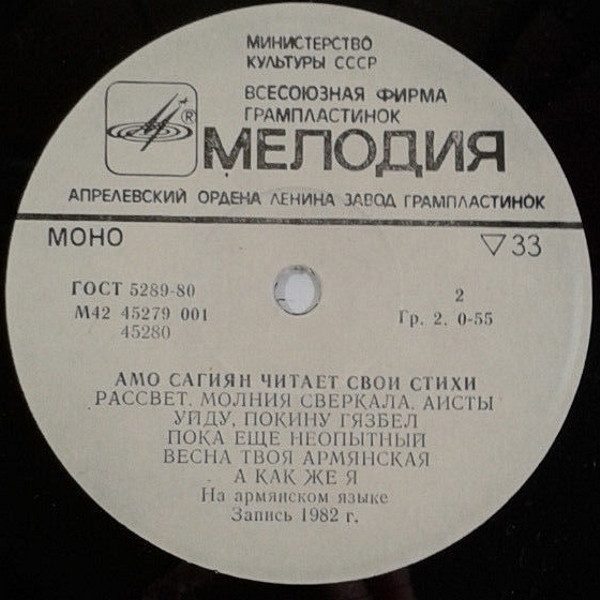 МИНИСТЕРСТВО
КУЛЬТУРЫ СССР
ВСЕСОЮЗНАЯ ФИРМА
ГРАМПЛАСТИНОК
®
МЕЛОДИЯ
АПРЕЛЕВСКИЙ ОРДЕНА ЛЕНИНА ЗАВОД ГРАМПЛАСТИНОК
МОНО
▽33
ГОСТ 5289-80
М42 45279 001
45280
2
Гр. 2. 0-55
АМО САГИЯН ЧИТАЕТ СВОИ СТИХИ
РАССВЕТ. МОЛНИЯ СВЕРКАЛА. АИСТЫ
УЙДУ, ПОКИНУ ГЯЗБЕЛ
ПОКА ЕЩЕ НЕОПЫТНЫЙ
ВЕСНА ТВОЯ АРМЯНСКАЯ
А КАК ЖЕ Я
На армянском языке
Запись 1982 г.